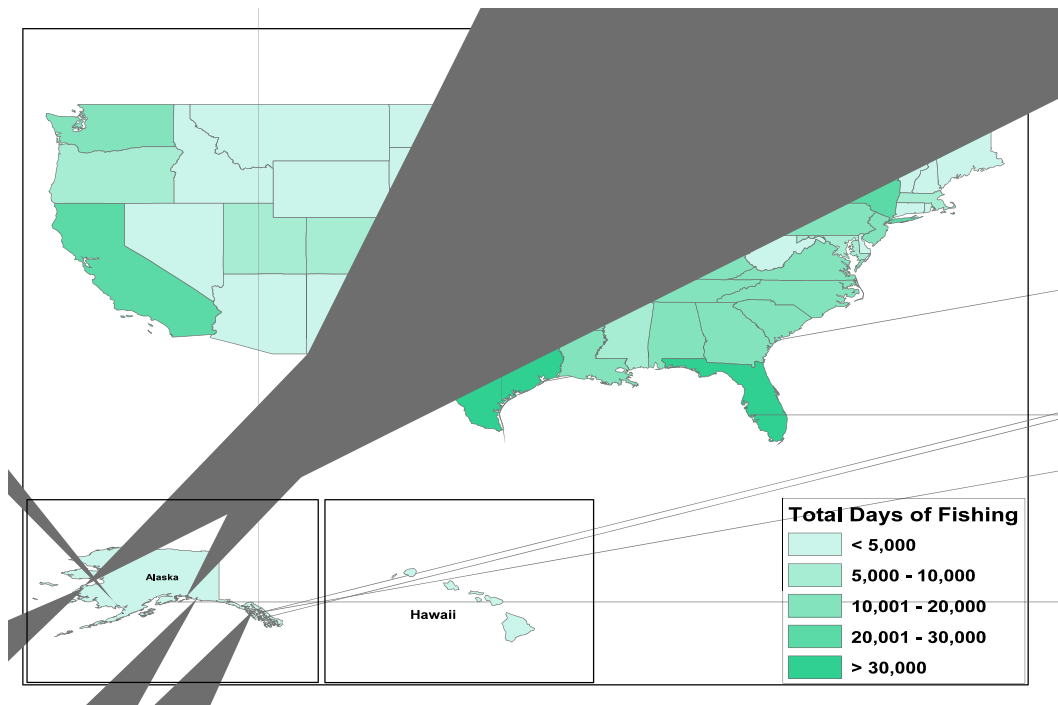 Total Days of Fishing
< 5,000
5,000 - 10,000
10,001 - 20,000
20,001 - 30,000
> 30,000
Alaska
Hawaii